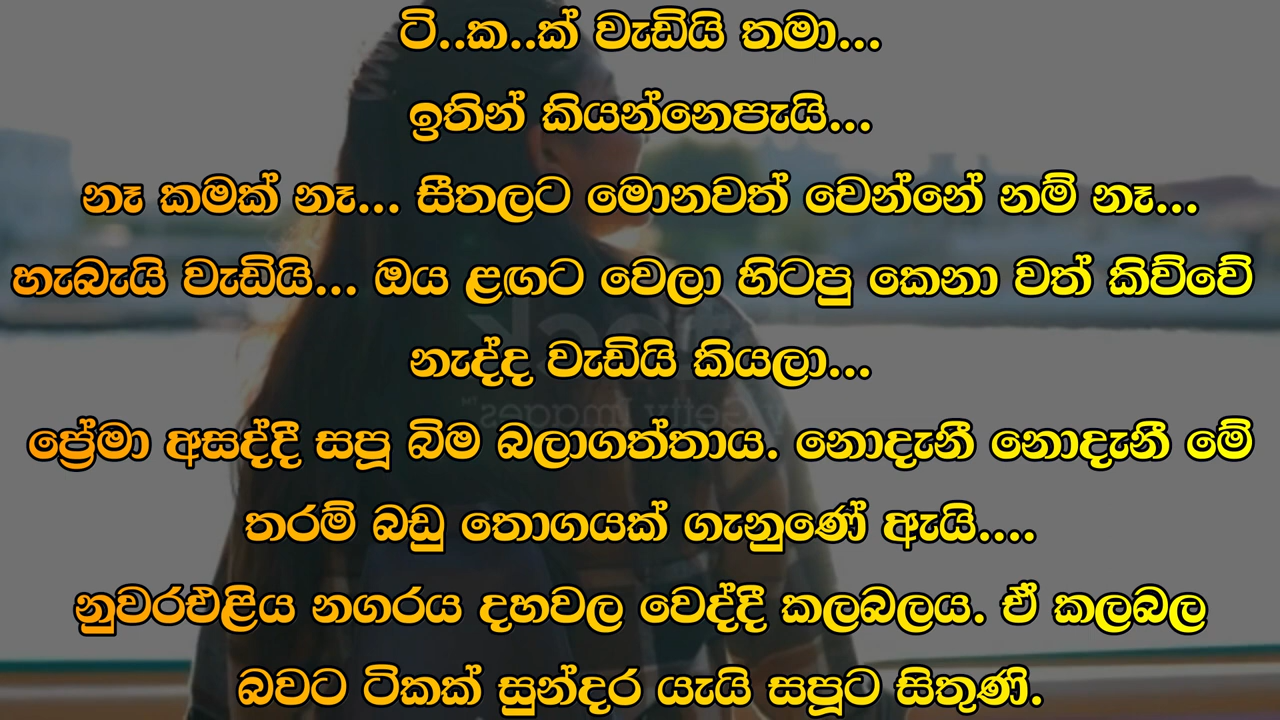 ටි..ක..ක් වැඩියි තමා...
ඉතින් කියන්නෙපැයි...
නෑ කමක් නෑ... සීතලට මොනවත් වෙන්නේ නම් නෑ...
හැබැයි වැඩියි... ඔය ළඟට වෙලා හිටපු කෙනා වත් කිව්වේ
නැද්ද වැඩියි කියලා...
ප්‍රේමා අසද්දී සපූ බිම බලාගත්තාය. නොදැනී නොදැනී මේ
තරම් බඩු තොගයක් ගැනුණේ ඇයි....
නුවරඑළිය නගරය දහවල වෙද්දී කලබලය. ඒ කලබල
බවට ටිකක් සුන්දර යැයි සපූට සිතුණි.